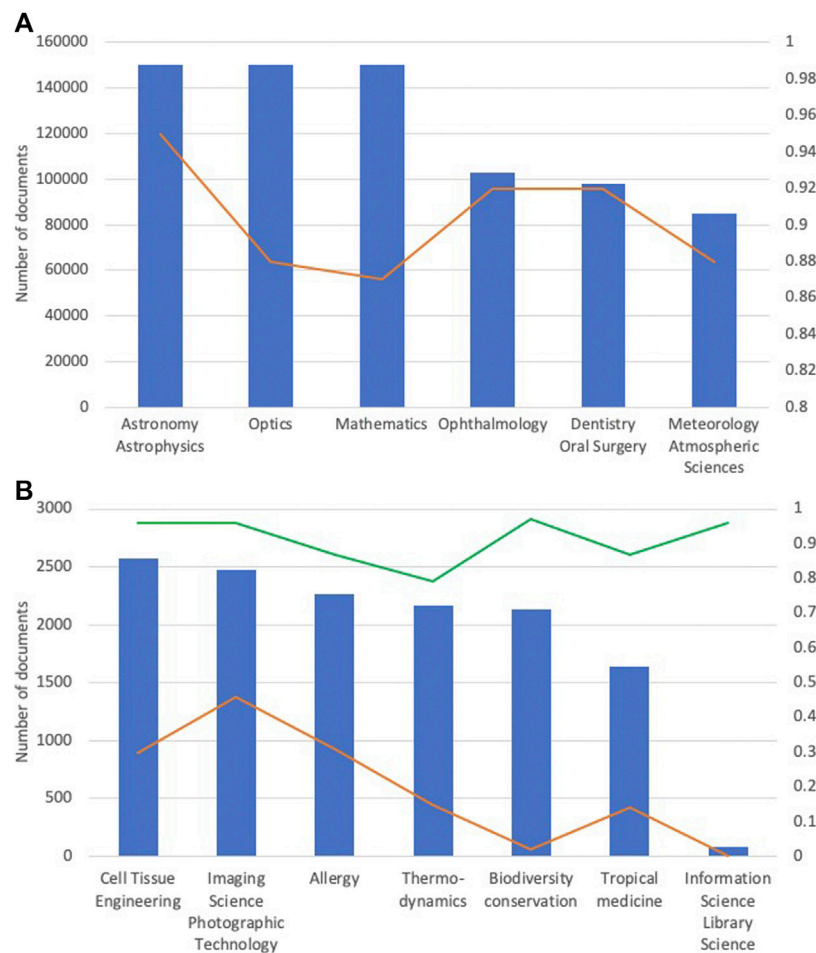 A
160000
140000
120000
100000
80000
60000
40000
20000
0
Number of documents
1
0.98
0.96
0.94
0.92
0.9
0.88
0.86
0.84
0.82
0.8
Astronomy
Astrophysics
Optics
Mathematics
Ophthalmology
Dentistry
Oral Surgery
Meteorology
Atmospheric
Sciences
B
3000
2500
2000
1500
1000
500
0
Number of documents
1
0.9
0.8
0.7
0.6
0.5
0.4
0.3
0.2
0.1
0
Cell Tissue
Engineering
Imaging
Science
Photographic
Technology
Allergy
Thermo-
dynamics
Biodiversity
conservation
Tropical
medicine
Information
Science
Library
Science